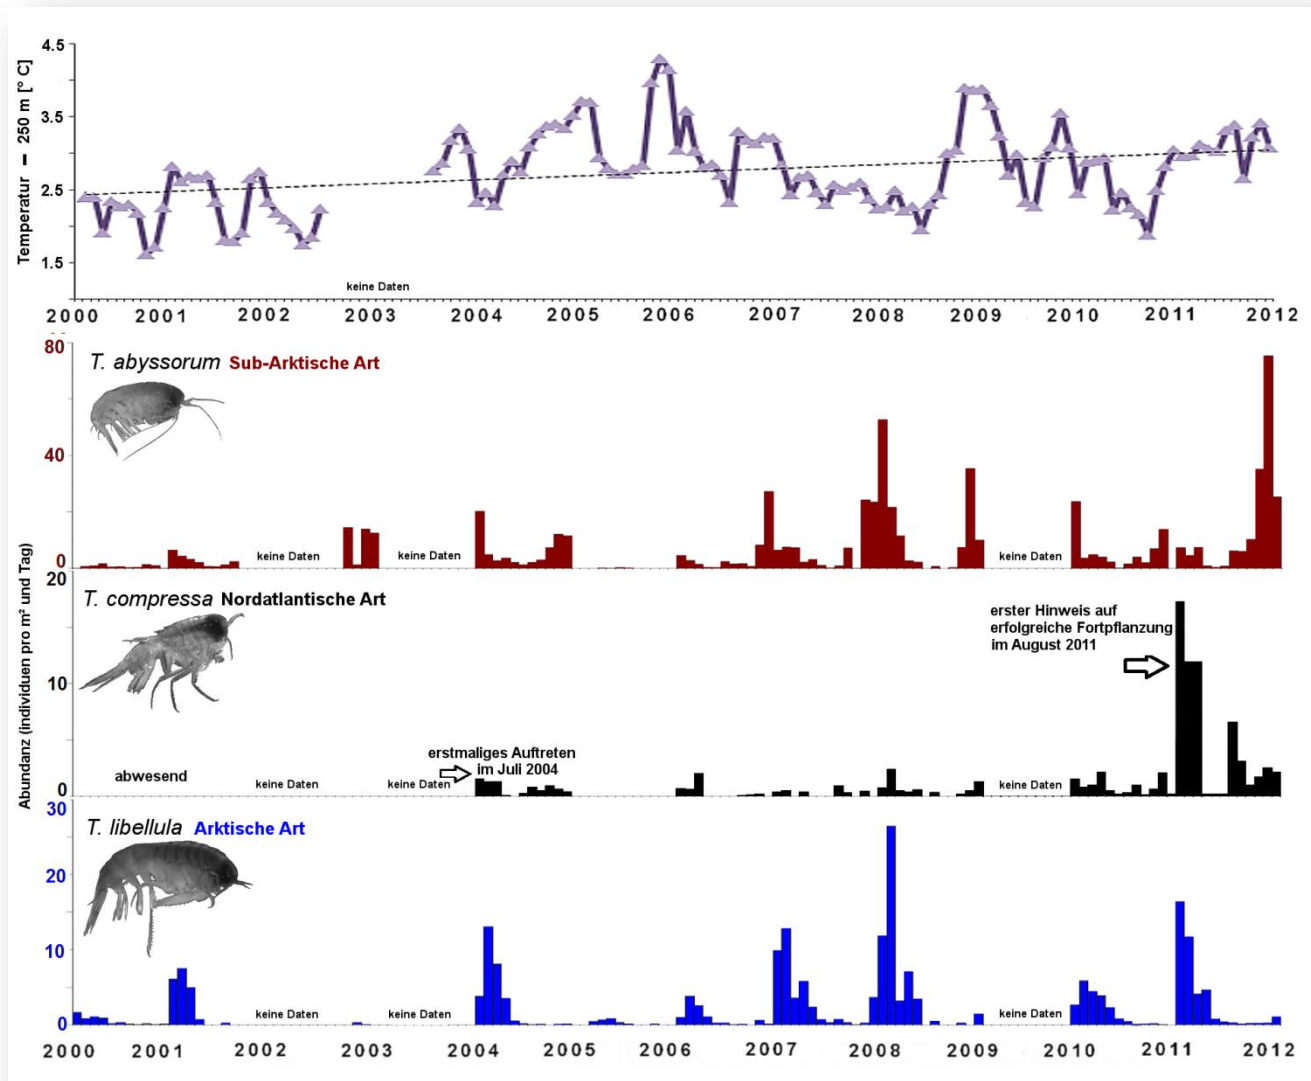 4.5
3.5
2.5
1.5
Temperatur – 250 m [° C]
keine Daten
2000 2001 2002 2003 2004 2005 2006 2007 2008 2009 2010 2011 2012
80
40
0
T. abyssorum Sub-Arktische Art
keine Daten keine Daten keine Daten
Abundanz (individuen pro m² und Tag)
20
10
0
T. compressa Nordatlantische Art
erster Hinweis auf
erfolgreiche Fortpflanzung
im August 2011
erstmaliges Auftreten
im Juli 2004
abwesend
keine Daten keine Daten keine Daten
30
20
10
0
T. libellula Arktische Art
keine Daten keine Daten keine Daten
2000 2001 2002 2003 2004 2005 2006 2007 2008 2009 2010 2011 2012